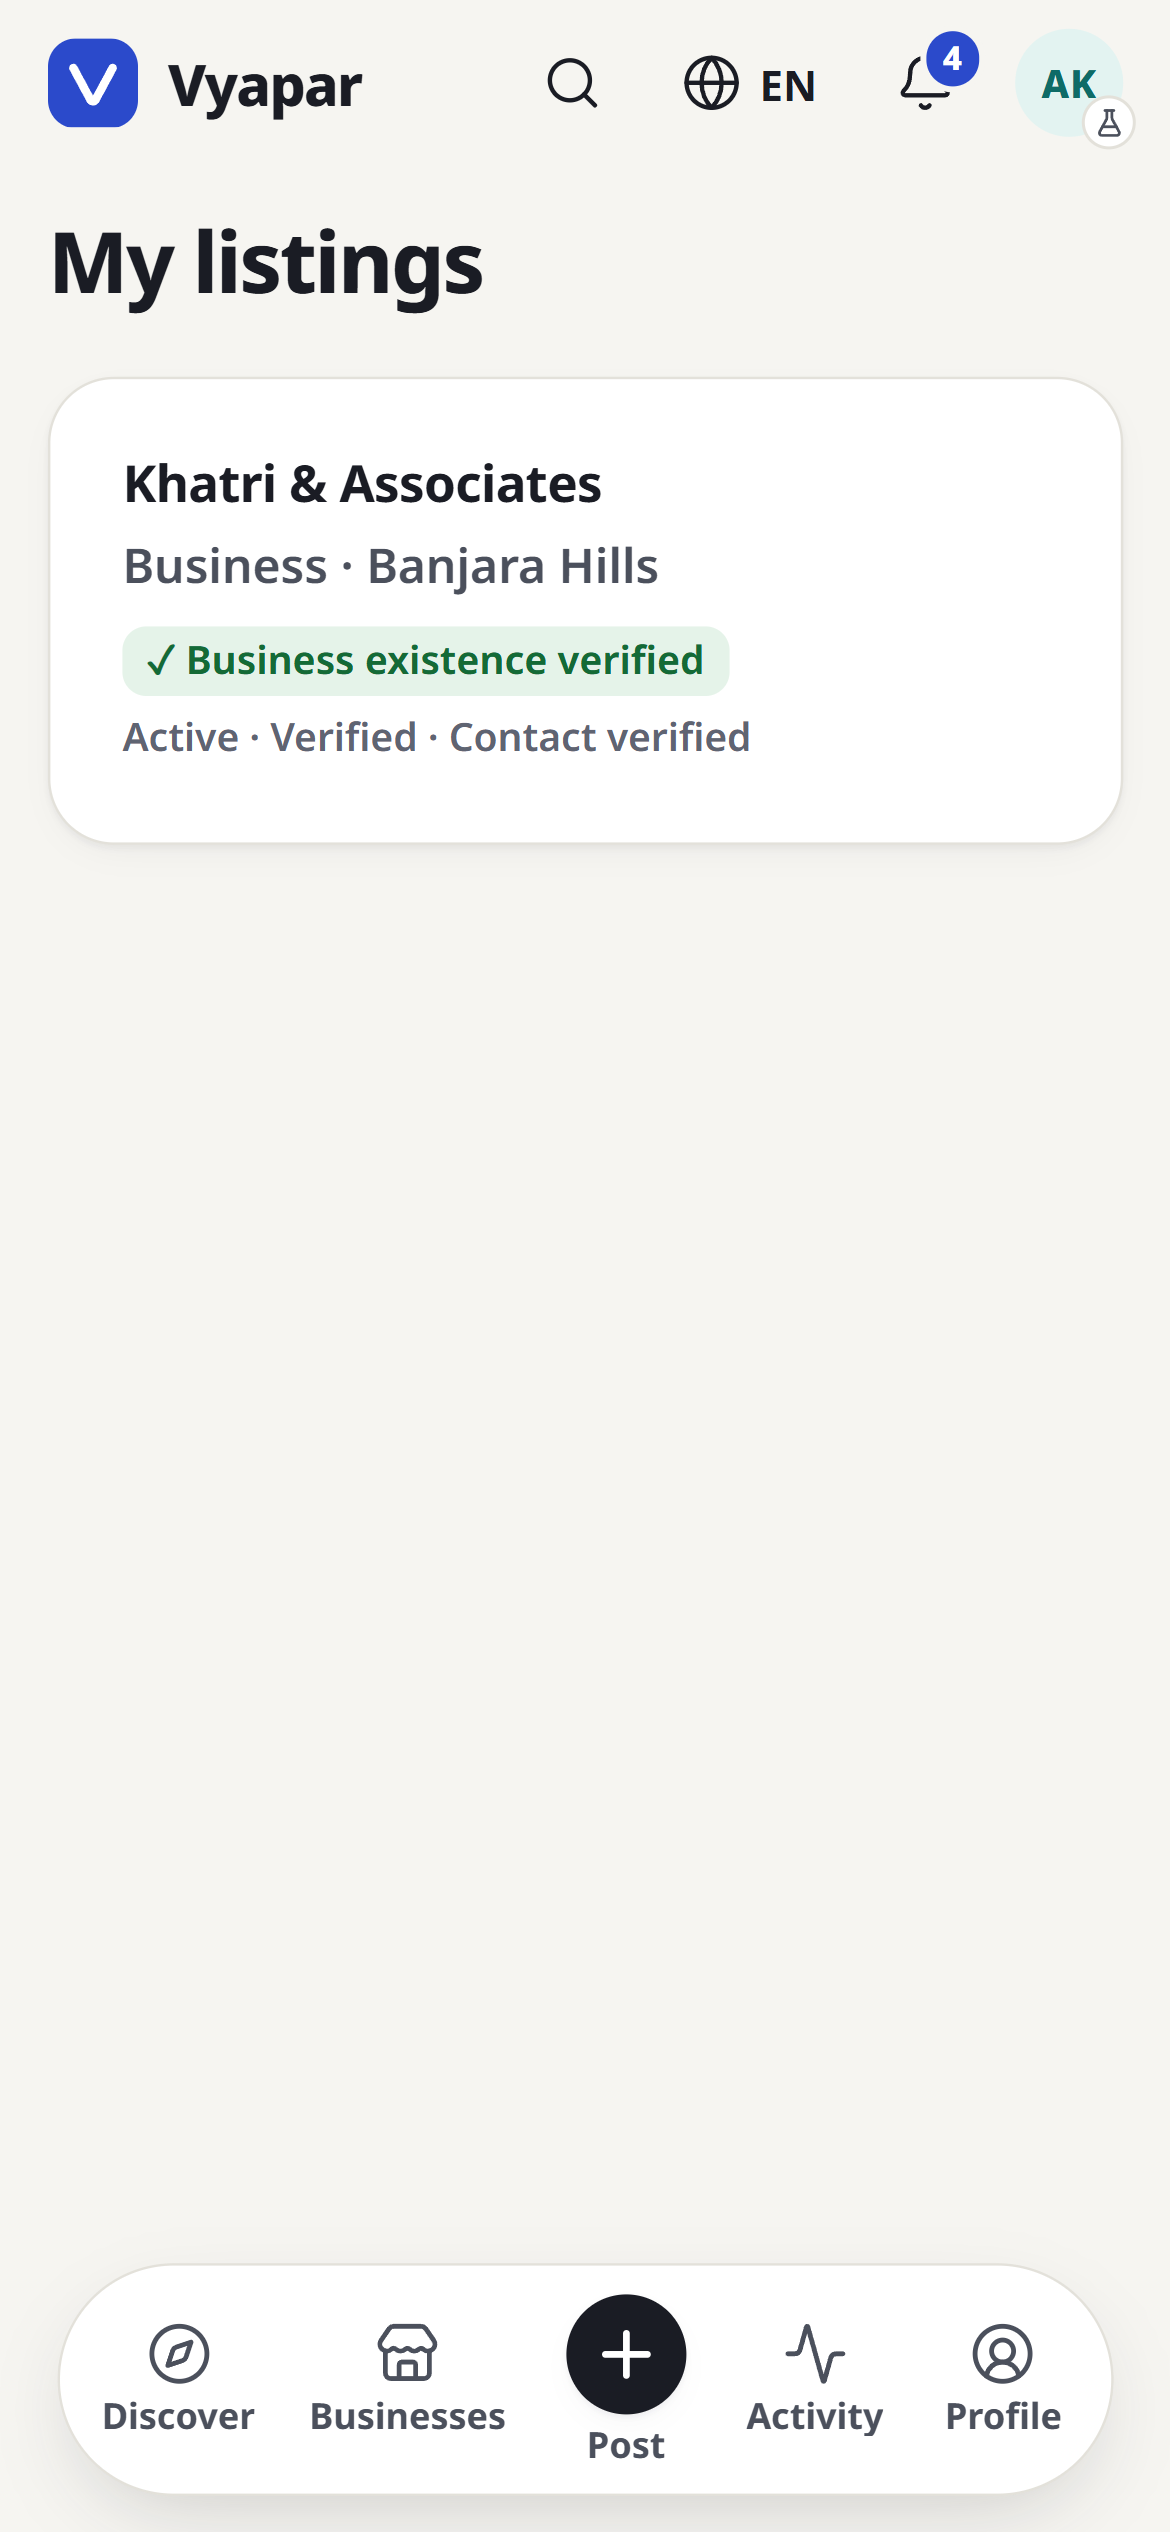 Vyapar
EN
4
AK
My listings
Khatri & Associates
Business · Banjara Hills
✓ Business existence verified
Active · Verified · Contact verified
Discover
Businesses
Post
Activity
Profile